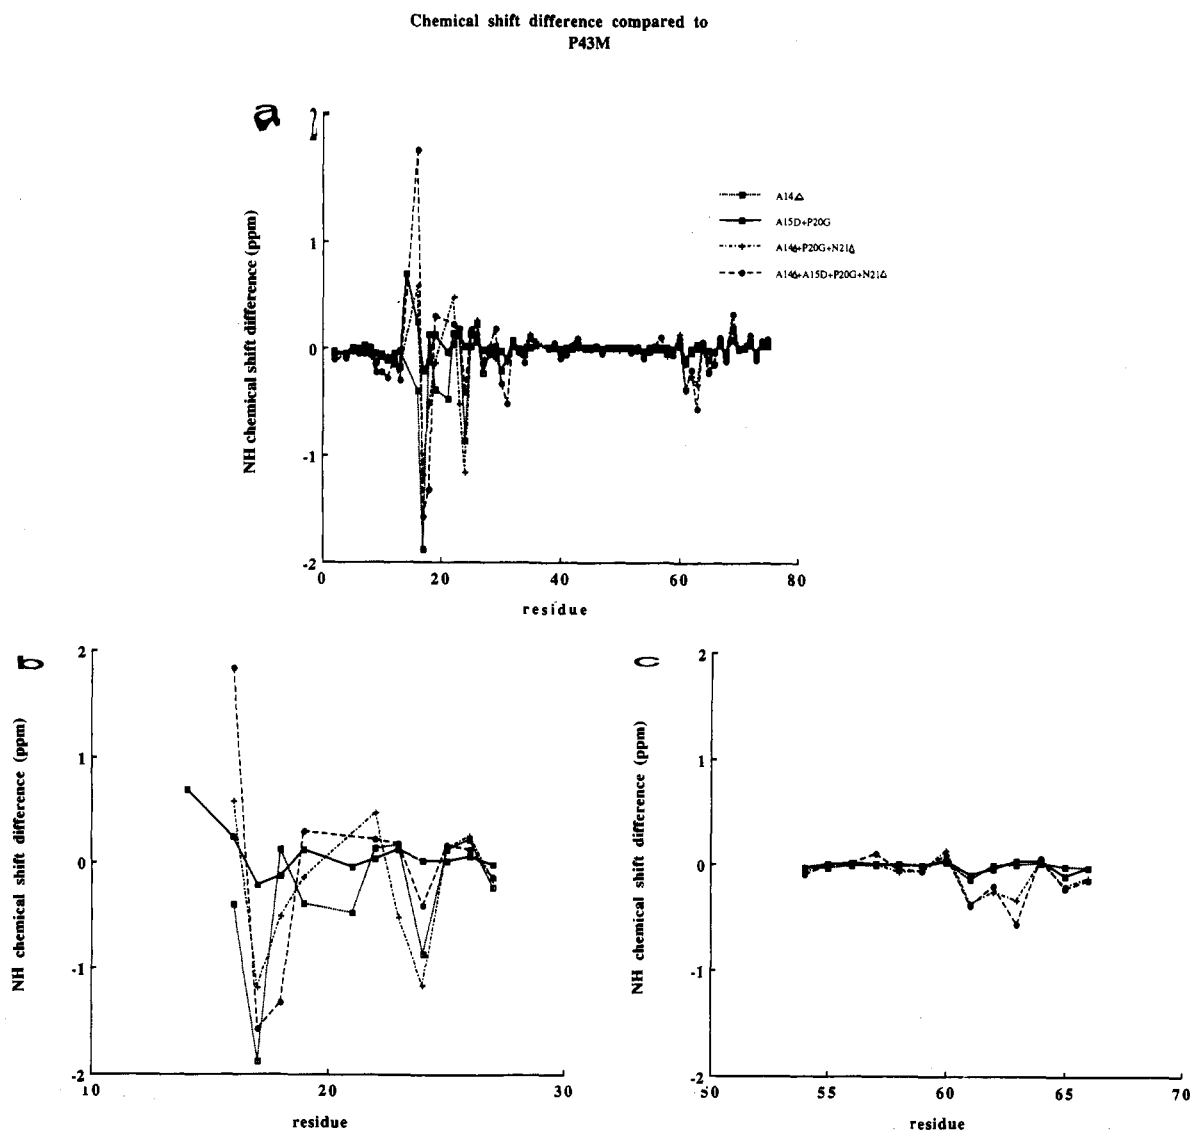 Chemical shift difference compared to
P43M
a
2
1
0
-1
-2
NH chemical shift difference (ppm)
0
20
40
60
80
residue
A14Δ
A15D+P20G
A14Δ+P20G+N21Δ
A14Δ+A15D+P20G+N21Δ
b
2
1
0
-1
-2
NH chemical shift difference (ppm)
10
20
30
residue
c
2
1
0
-1
-2
NH chemical shift difference (ppm)
50
55
60
65
70
residue